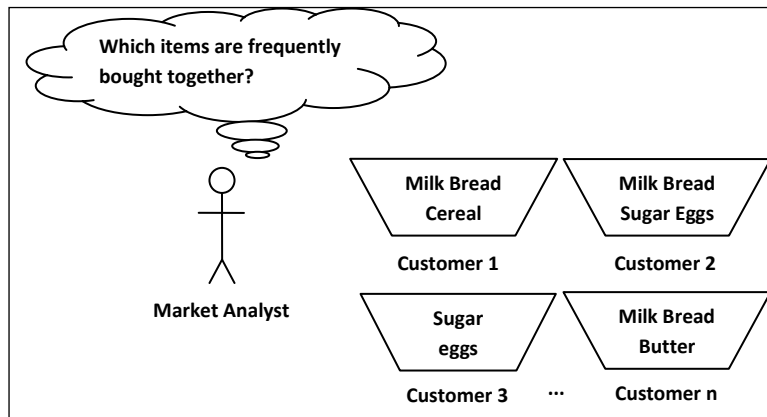 Which items are frequently
bought together?
Milk Bread
Cereal
Customer 1
Milk Bread
Sugar Eggs
Customer 2
Market Analyst
Sugar
eggs
Customer 3
...
Milk Bread
Butter
Customer n